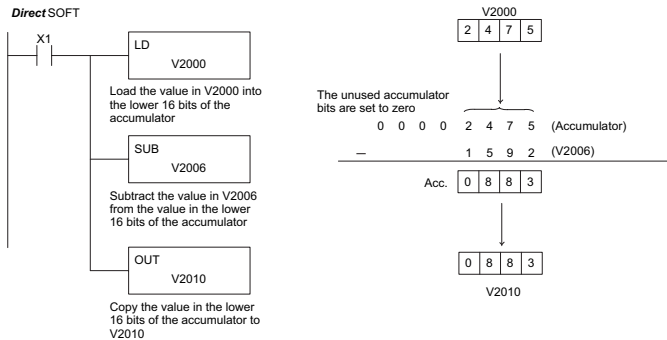 DirectSOFT
X1
LD
V2000
Load the value in V2000 into
the lower 16 bits of the
accumulator
SUB
V2006
Subtract the value in V2006
from the value in the lower
16 bits of the accumulator
OUT
V2010
Copy the value in the lower
16 bits of the accumulator to
V2010
V2000
2 4 7 5
The unused accumulator
bits are set to zero
0 0 0 0 2 4 7 5 (Accumulator)
— 1 5 9 2 (V2006)
Acc. 0 8 8 3
0 8 8 3
V2010